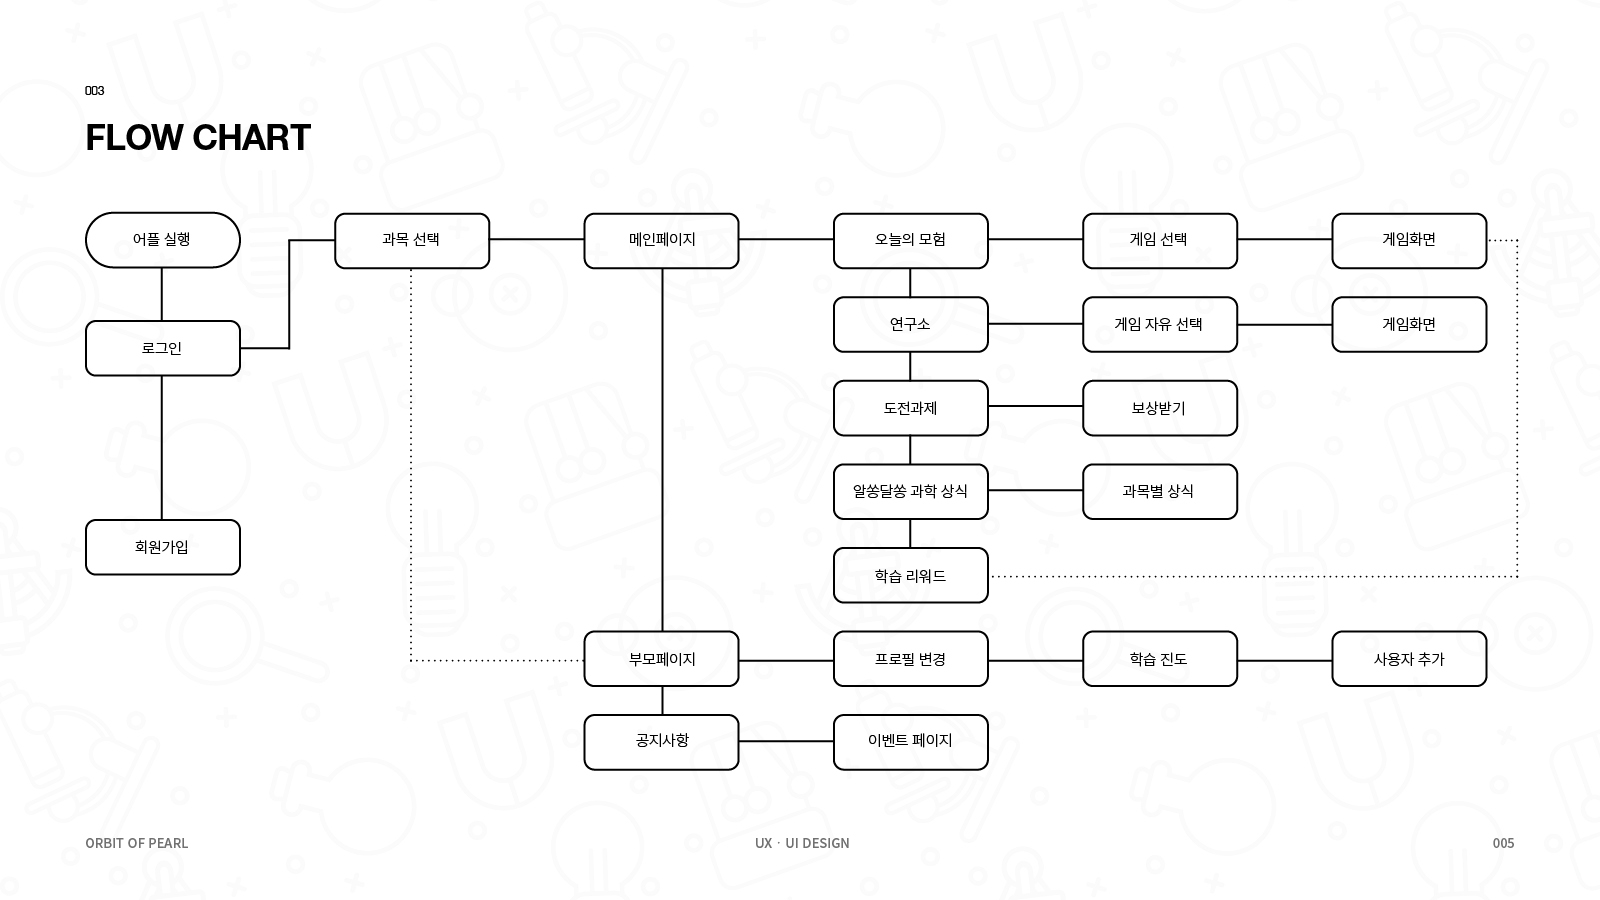 003
FLOW CHART
어플 실행
과목 선택
메인페이지
오늘의 모험
게임 선택
게임화면
로그인
연구소
게임 자유 선택
게임화면
도전과제
보상받기
알쏭달쏭 과학 상식
과목별 상식
회원가입
학습 리워드
부모페이지
프로필 변경
학습 진도
사용자 추가
공지사항
이벤트 페이지
ORBIT OF PEARL
UX · UI DESIGN
005